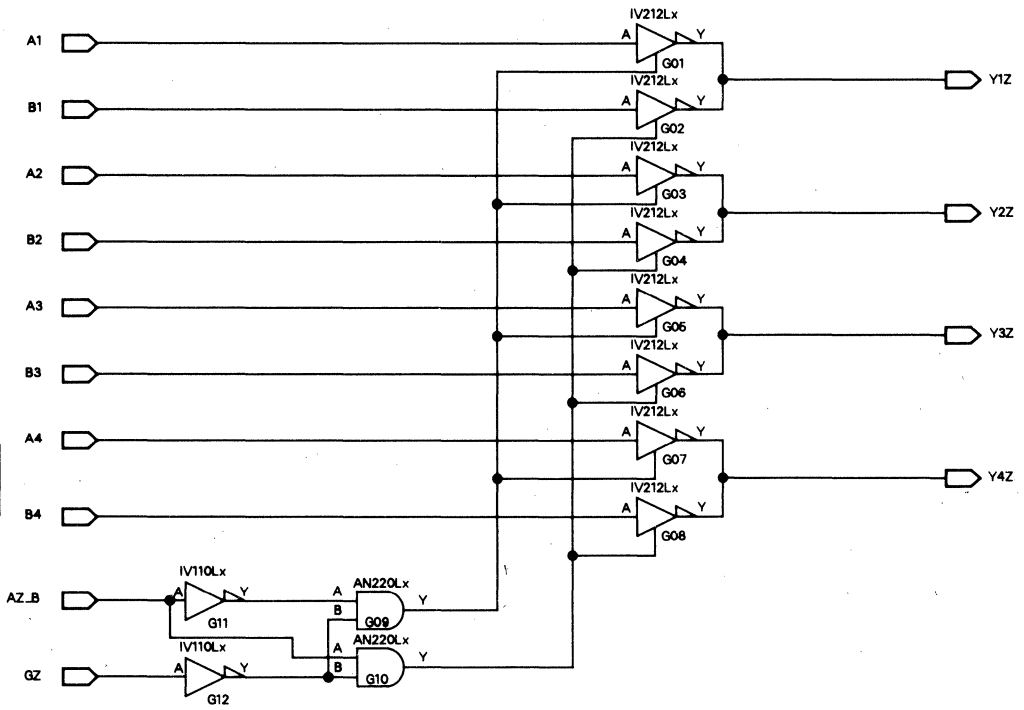 IV212Lx
A1 A Y
G01
Y1Z
IV212Lx
B1 A Y
G02
IV212Lx
A2 A Y
G03
Y2Z
IV212Lx
B2 A Y
G04
IV212Lx
A3 A Y
G05
Y3Z
IV212Lx
B3 A Y
G06
IV212Lx
A4 A Y
G07
Y4Z
IV212Lx
B4 A Y
G08
IV110Lx
AN220Lx
AZ_B A Y A Y
B
G11 G09
IV110Lx
AN220Lx
A Y
GZ A Y B
G10
G12